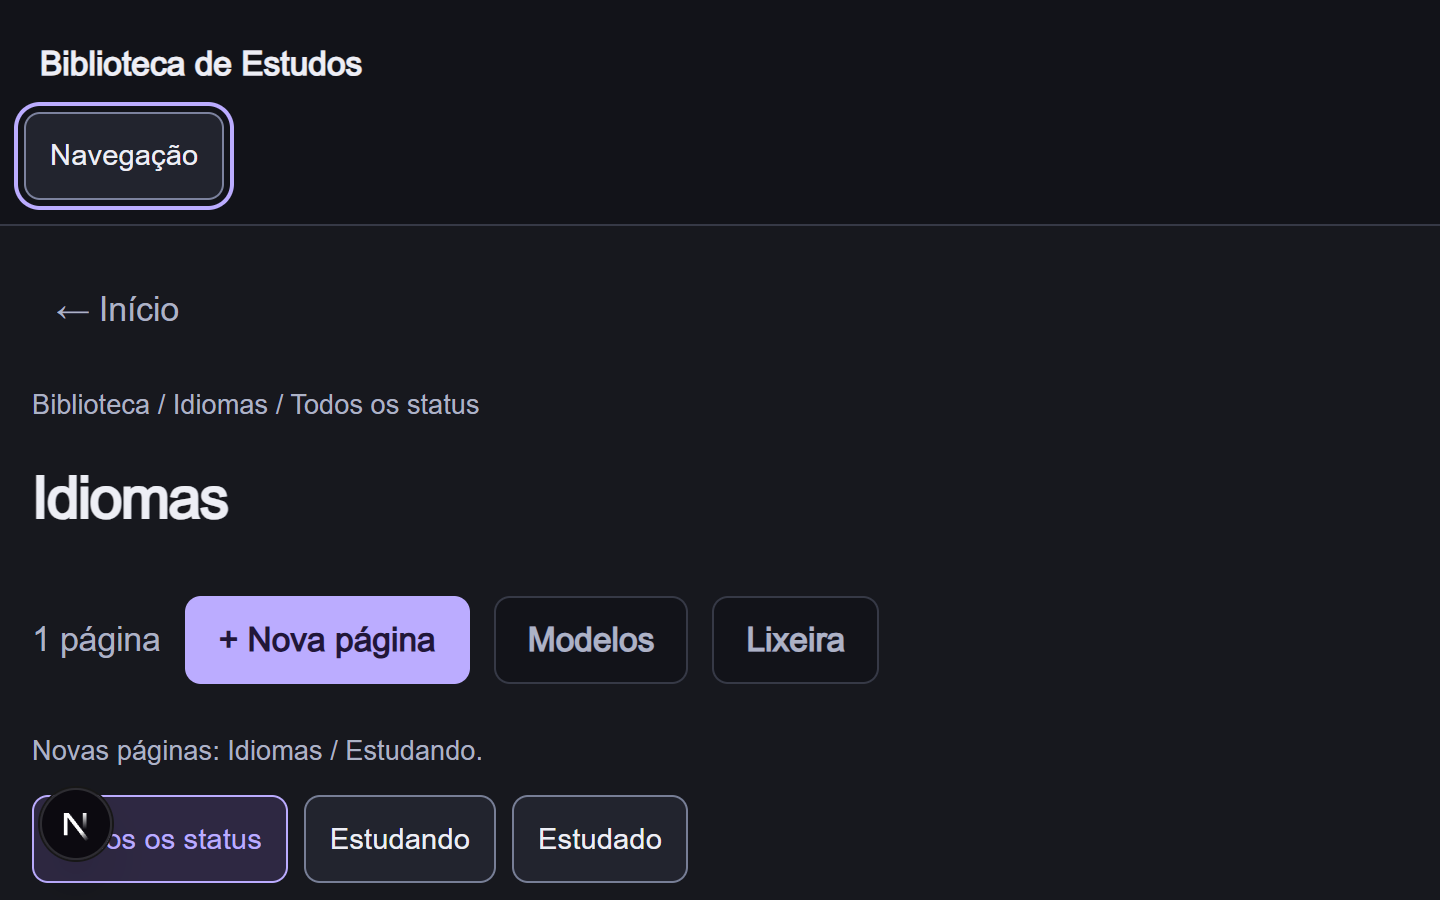 Biblioteca de Estudos
Navegação
← Início
Biblioteca / Idiomas / Todos os status
Idiomas
1 página + Nova página Modelos Lixeira
Novas páginas: Idiomas / Estudando.
N os status Estudando Estudado